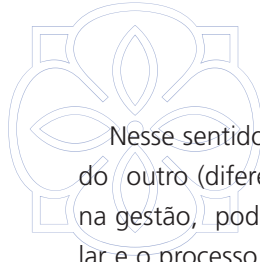 Nesse sentido
do outro (difere
na gestão, pod
lar e o processo